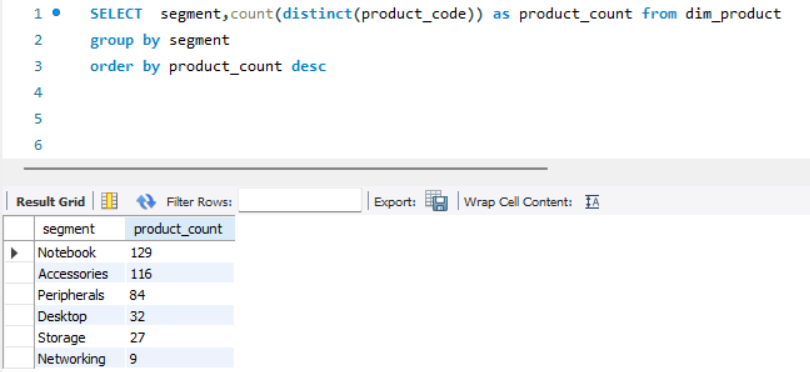 1 SELECT segment,count(distinct(product_code)) as product_count from dim_product
2 group by segment
3 order by product_count desc
4
5
6
Result Grid Filter Rows: Export: Wrap Cell Content: IA
segment product_count
Notebook 129
Accessories 116
Peripherals 84
Desktop 32
Storage 27
Networking 9